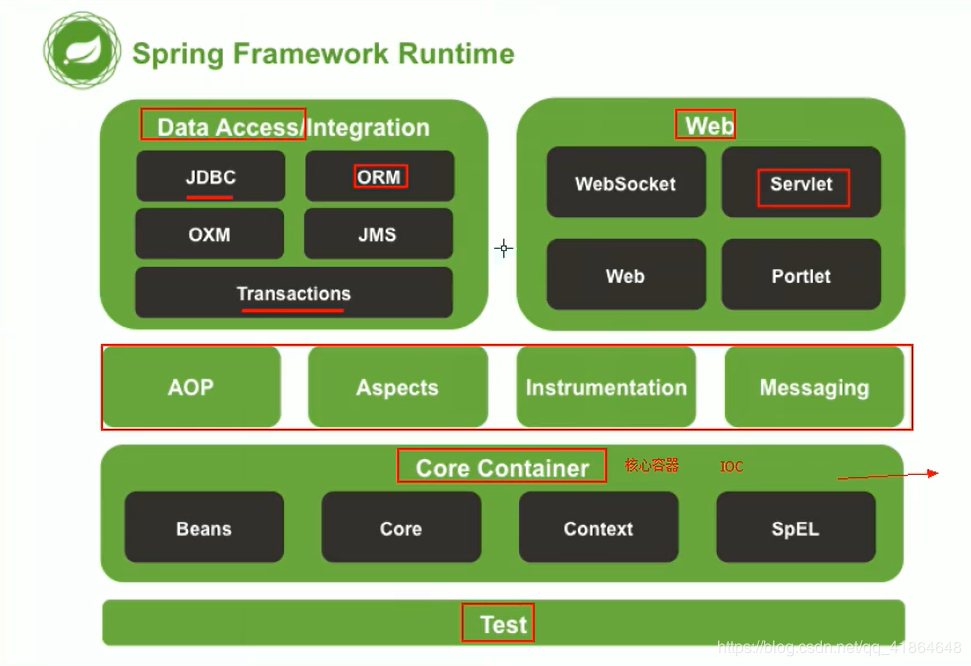 Spring Framework Runtime
Data Access/Integration
JDBC
ORM
OXM
JMS
Transactions
Web
WebSocket
Servlet
Web
Portlet
AOP
Aspects
Instrumentation
Messaging
Core Container
核心容器
IOC
Beans
Core
Context
SpEL
Test
https://blog.csdn.net/qq_41864648